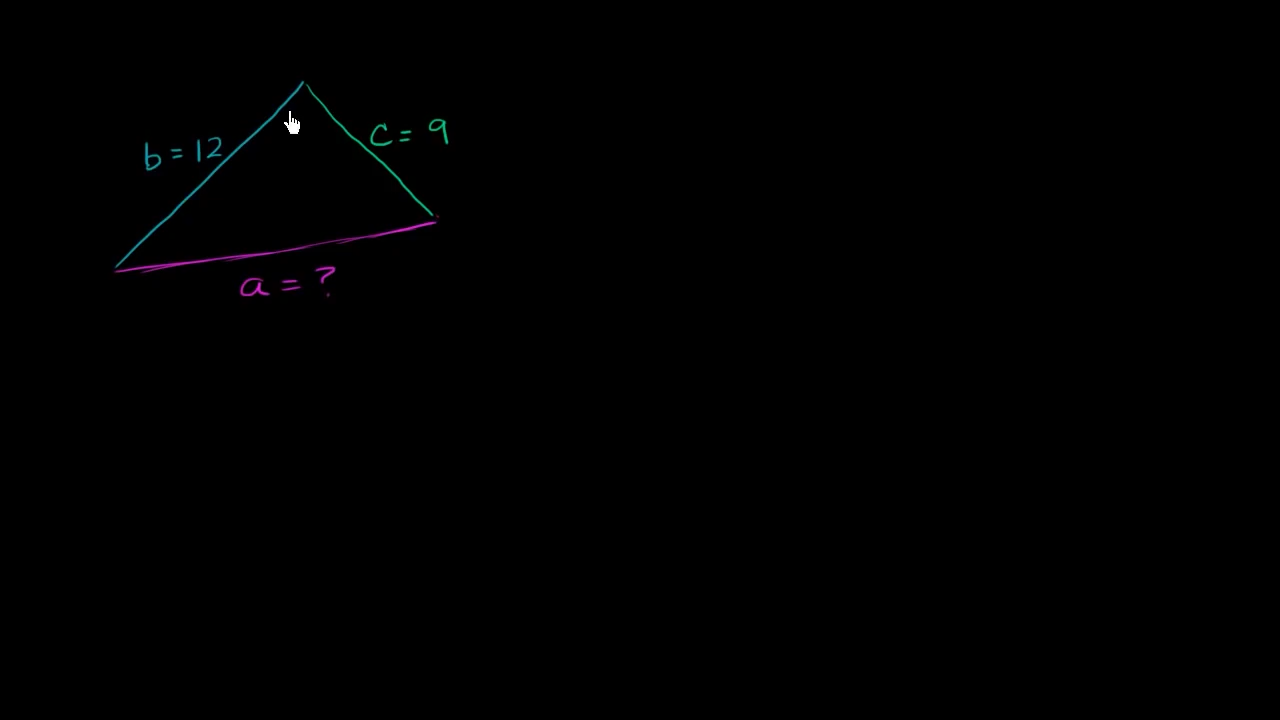 b = 12
c = 9
a = ?